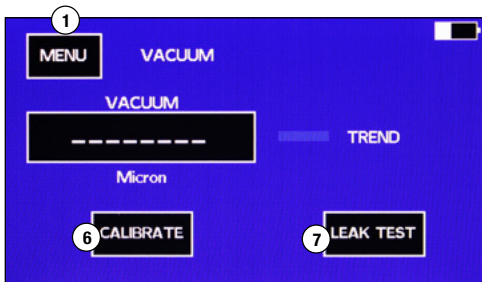 1
MENU VACUUM
VACUUM
-------- TREND
Micron
6 CALIBRATE 7 LEAK TEST